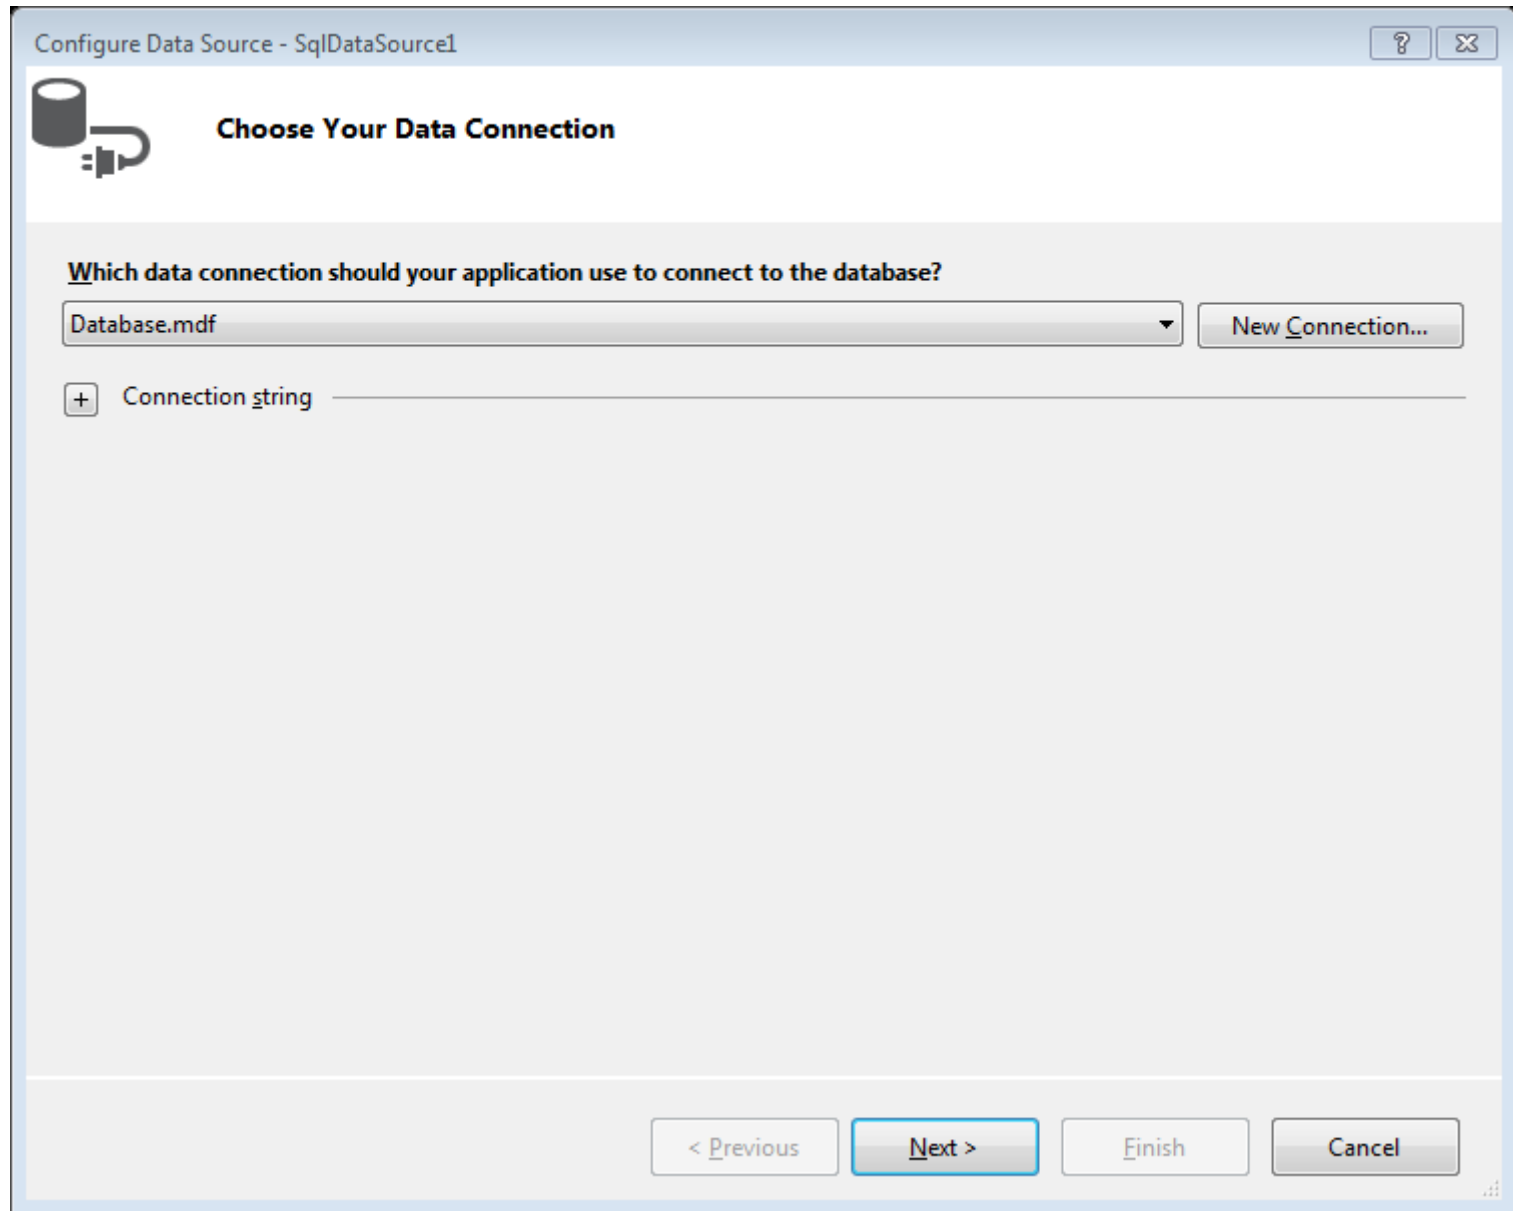 Configure Data Source - SqlDataSource1
Choose Your Data Connection
Which data connection should your application use to connect to the database?
Database.mdf
New Connection...
+ Connection string
< Previous
Next >
Finish
Cancel